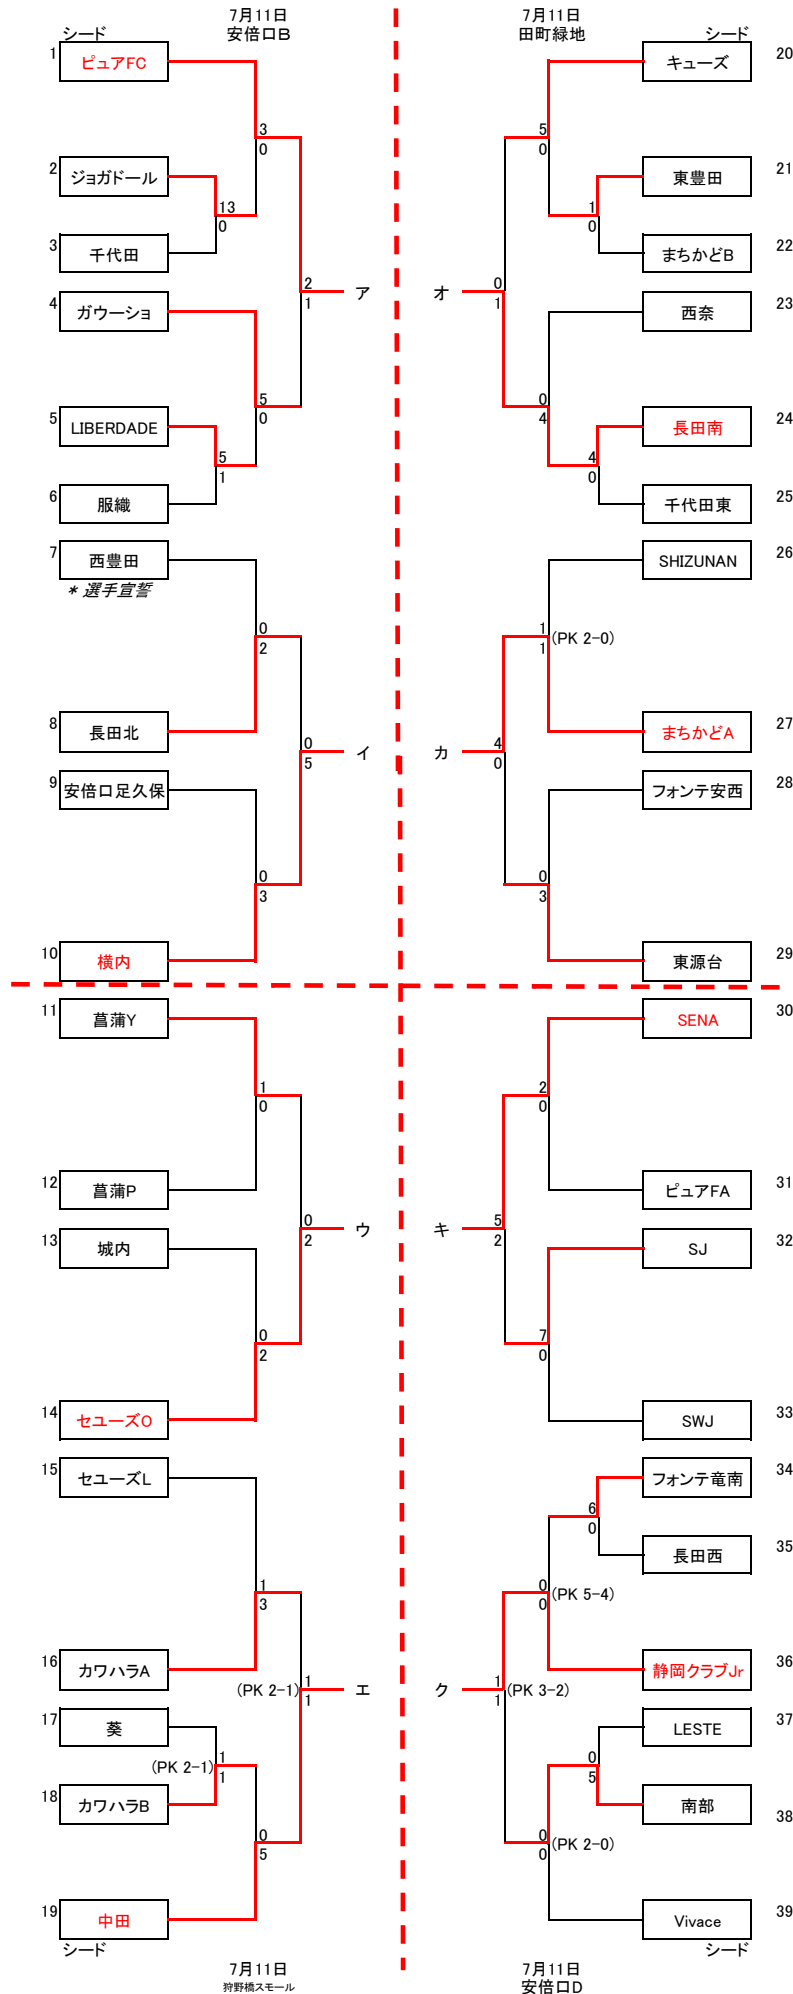 7月11日
安倍口B
7月11日
田町緑地
シード
1
ピュアFC
3
0
2
ジョガドール
13
0
3
千代田
2
1
ア
4
ガウーショ
5
0
5
LIBERDADE
5
1
6
服織
7
西豊田
* 選手宣誓
0
2
8
長田北
0
5
イ
9
安倍口足久保
0
3
10
横内
11
菖蒲Y
1
0
12
菖蒲P
0
2
ウ
13
城内
0
2
14
セユーズO
15
セユーズL
1
3
16
カワハラA
(PK 2-1)
1
1
エ
17
葵
(PK 2-1)
1
1
18
カワハラB
0
5
19
中田
シード
7月11日
狩野橋スモール
シード
キューズ
20
5
0
東豊田
21
1
0
まちかどB
22
オ
0
1
西奈
23
0
4
長田南
24
4
0
千代田東
25
SHIZUNAN
26
1
1
(PK 2-0)
まちかどA
27
カ
4
0
フォンテ安西
28
0
3
東源台
29
SENA
30
2
0
ピュアFA
31
キ
5
2
SJ
32
7
0
SWJ
33
フォンテ竜南
34
6
0
長田西
35
0
0
(PK 5-4)
静岡クラブJr
36
ク
1
1
(PK 3-2)
LESTE
37
0
5
南部
38
0
0
(PK 2-0)
Vivace
39
シード
7月11日
安倍口D